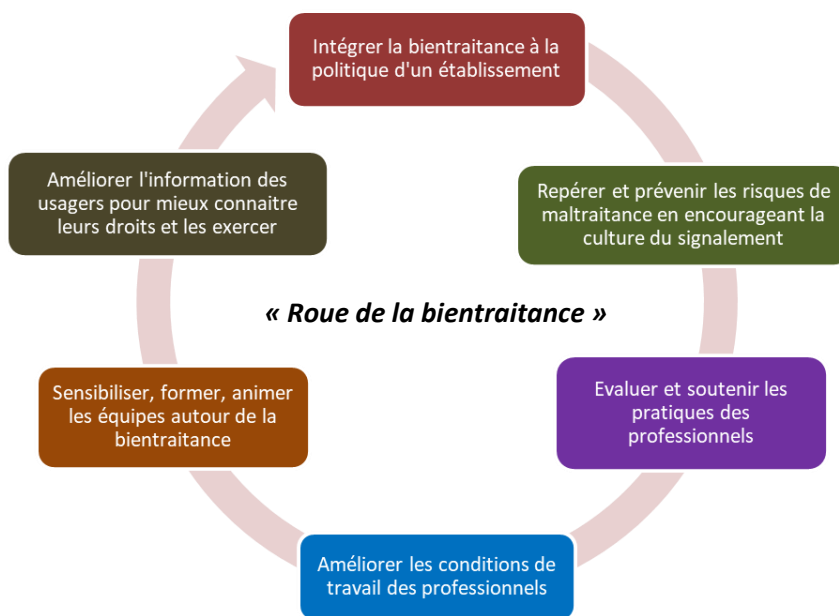 Intégrer la bientraitance à la
politique d'un établissement
Repérer et prévenir les risques de
maltraitance en encourageant la
culture du signalement
Evaluer et soutenir les
pratiques des
professionnels
Améliorer les conditions de
travail des professionnels
Sensibiliser, former, animer
les équipes autour de la
bientraitance
Améliorer l'information des
usagers pour mieux connaitre
leurs droits et les exercer
« Roue de la bientraitance »